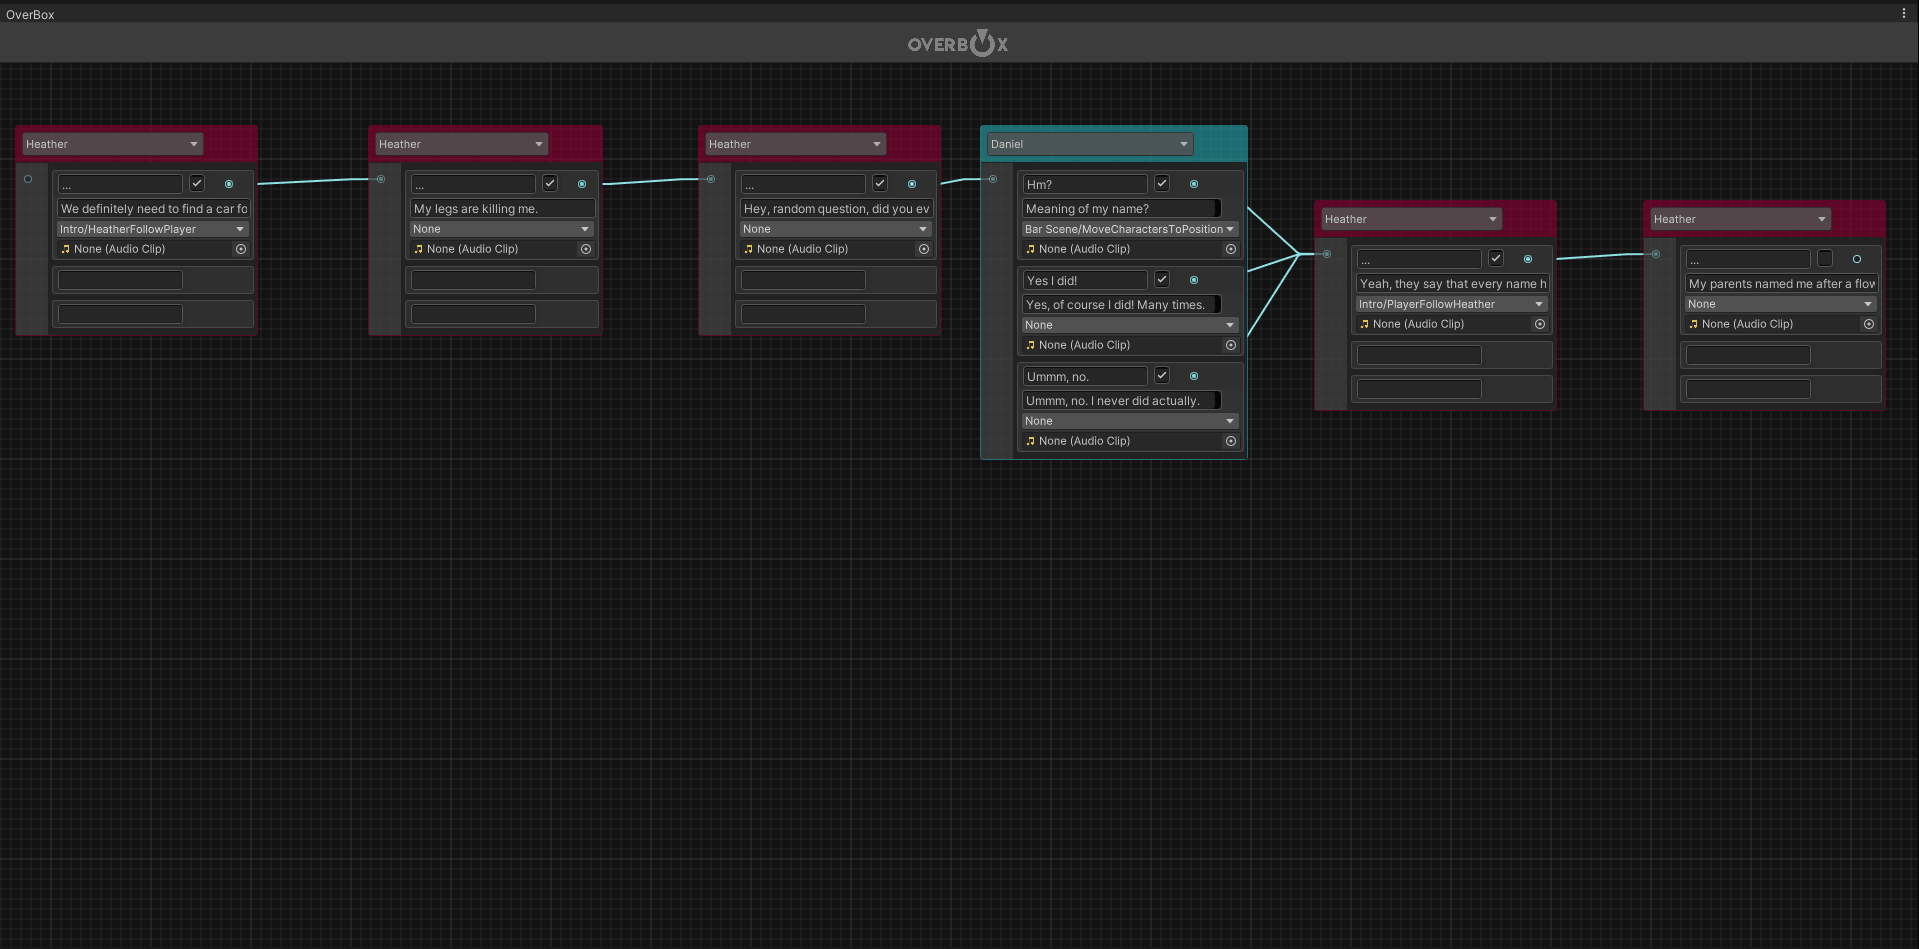 OverBox
OVERBOX
Heather
...
We definitely need to find a car fo
Intro/HeatherFollowPlayer
None (Audio Clip)
Heather
...
My legs are killing me.
None
None (Audio Clip)
Heather
...
Hey, random question, did you ev
None
None (Audio Clip)
Daniel
Hm?
Meaning of my name?
Bar Scene/MoveCharactersToPosition
None (Audio Clip)
Yes I did!
Yes, of course I did! Many times.
None
None (Audio Clip)
Ummm, no.
Ummm, no. I never did actually.
None
None (Audio Clip)
Heather
...
Yeah, they say that every name h
Intro/PlayerFollowHeather
None (Audio Clip)
Heather
...
My parents named me after a flow
None
None (Audio Clip)